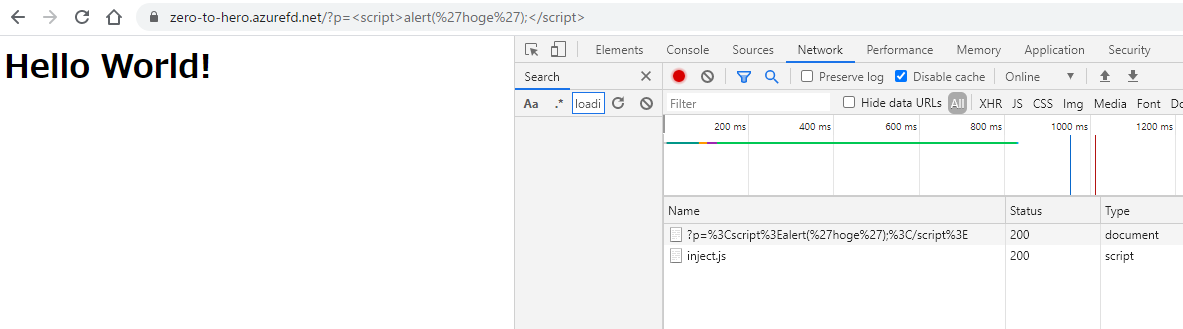 zero-to-hero.azurefd.net/?p=<script>alert(%27hoge%27);</script>
Hello World!
Elements Console Sources Network Performance Memory Application Security
Search
Preserve log Disable cache Online
Aa .* loadi
Filter Hide data URLs All XHR JS CSS Img Media Font
200 ms 400 ms 600 ms 800 ms 1000 ms 1200 ms
Name Status Type
?p=%3Cscript%3Ealert(%27hoge%27);%3C/script%3E 200 document
inject.js 200 script